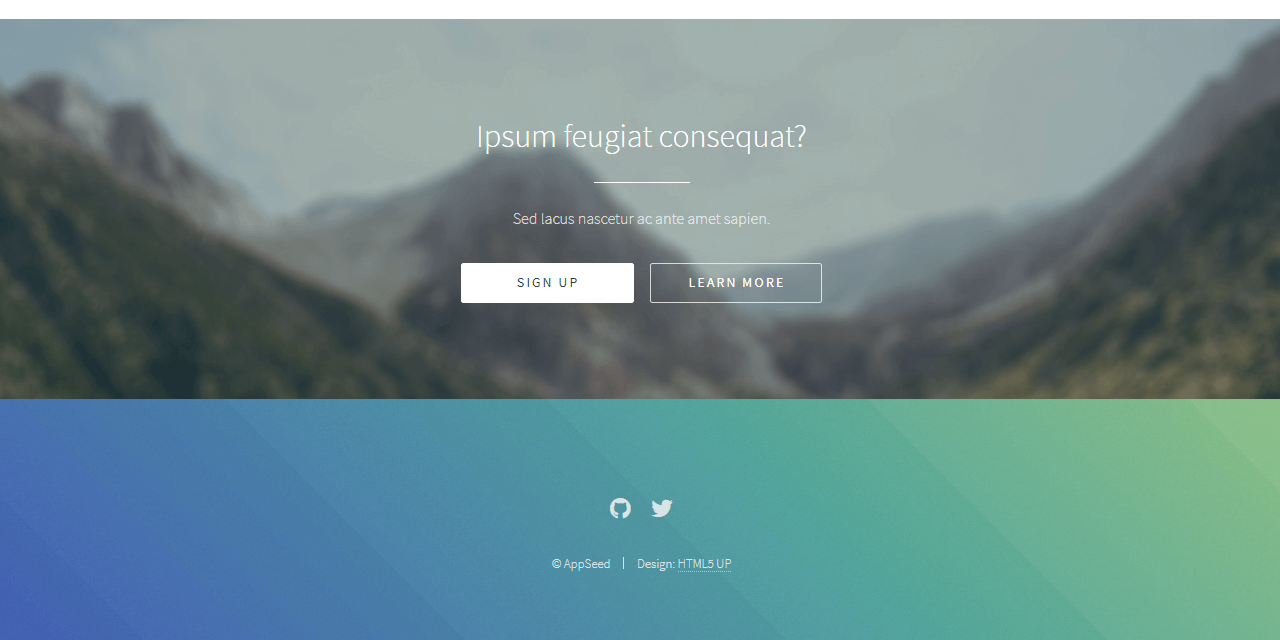 Ipsum feugiat consequat?
Sed lacus nascetur ac ante amet sapien.
SIGN UP
LEARN MORE
© AppSeed | Design: HTML5 UP